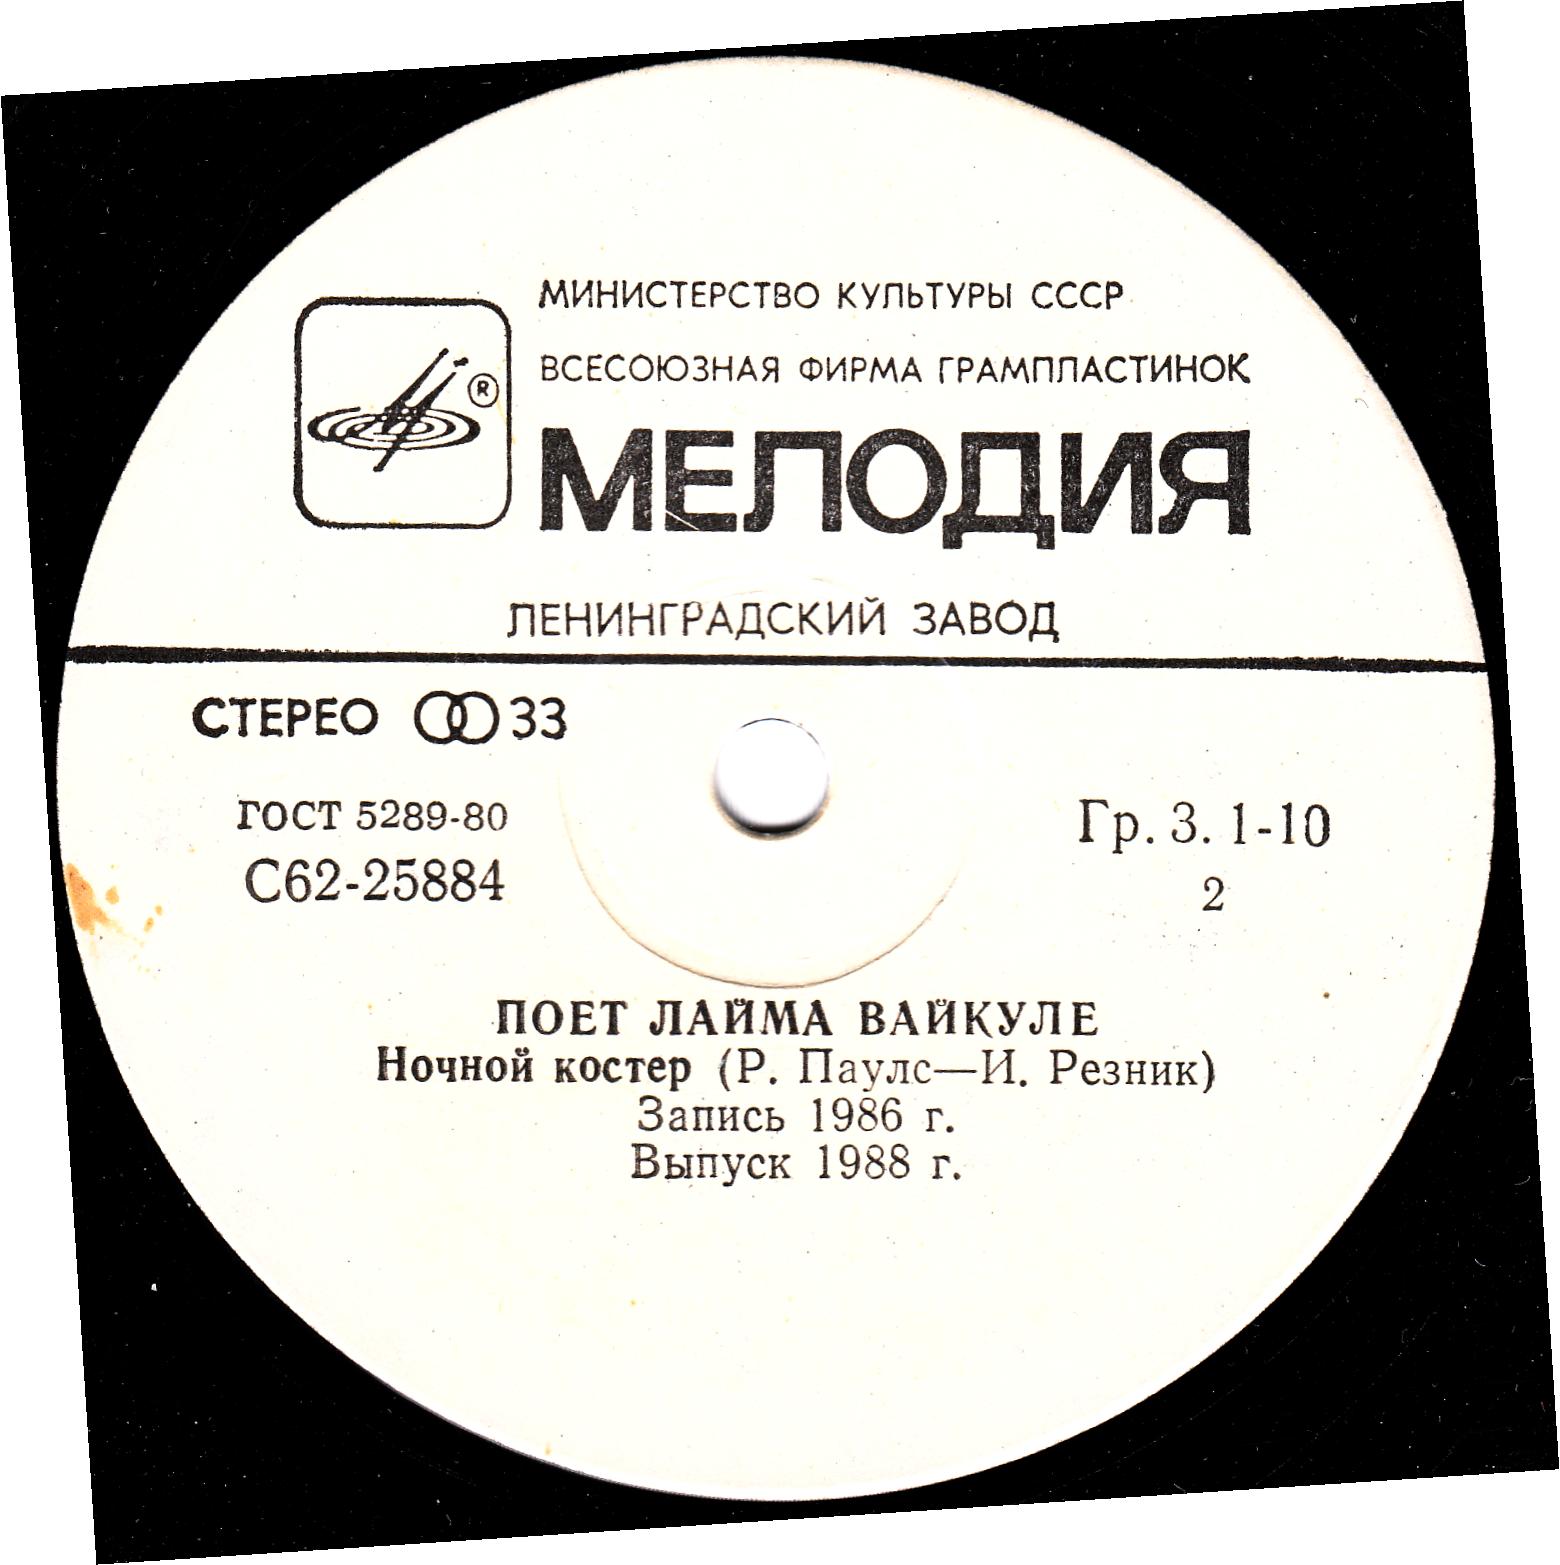 МИНИСТЕРСТВО КУЛЬТУРЫ СССР
ВСЕСОЮЗНАЯ ФИРМА ГРАМПЛАСТИНОК
®
МЕЛОДИЯ
ЛЕНИНГРАДСКИЙ ЗАВОД
СТЕРЕО 33
ГОСТ 5289-80
Гр. 3. 1-10
С62-25884
2
ПОЕТ ЛАЙМА ВАЙКУЛЕ
Ночной костер (Р. Паулс—И. Резник)
Запись 1986 г.
Выпуск 1988 г.